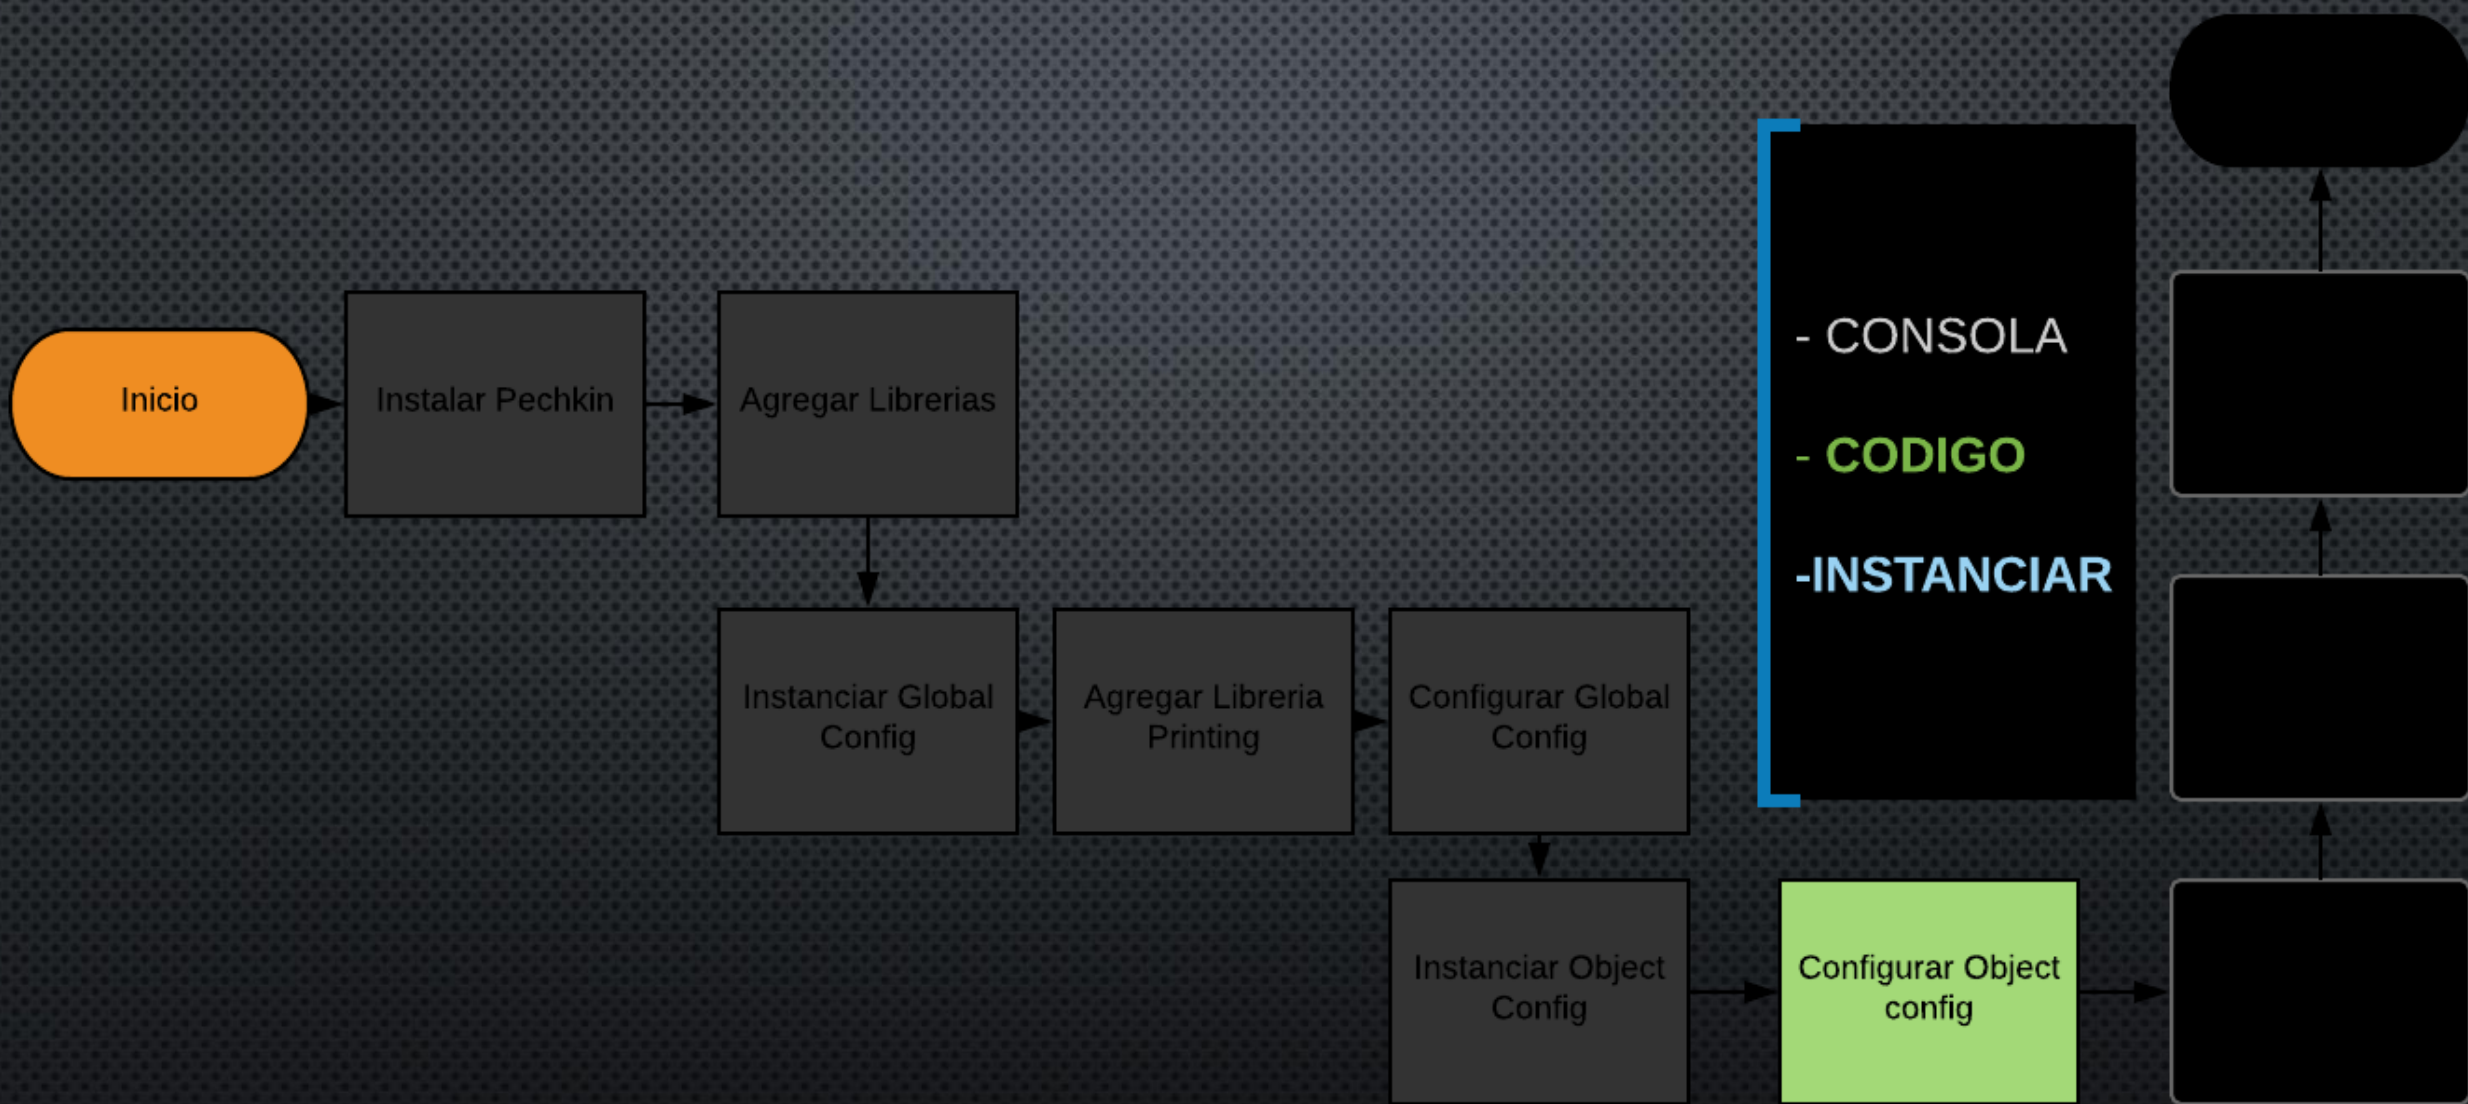 Inicio
Instalar Pechkin
Agregar Librerias
Instanciar Global
Config
Agregar Libreria
Printing
Configurar Global
Config
Instanciar Object
Config
Configurar Object
config
- CONSOLA
- CODIGO
-INSTANCIAR